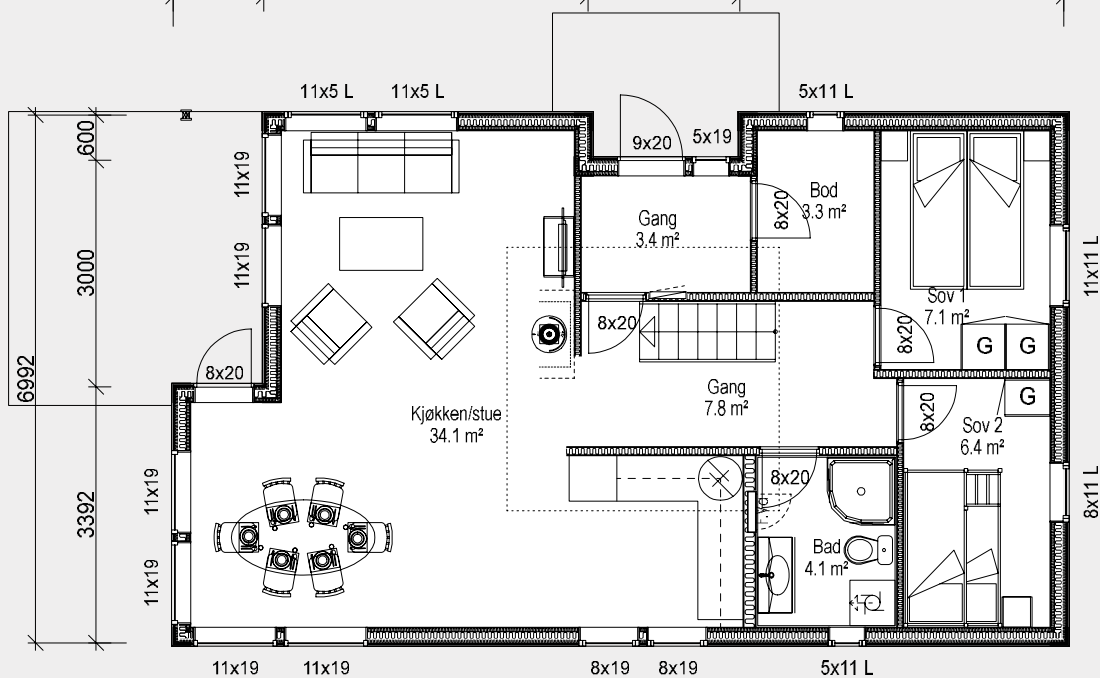 11x5 L 11x5 L 5x11 L
600
9x20 5x19
11x19
Bod
3.3 m²
8x20
Gang
3.4 m²
11x19
3000
11x11 L
Sov 1
7.1 m²
8x20
8x20
G G
6992
8x20
Gang
7.8 m²
G
8x20
Kjøkken/stue
34.1 m²
Sov 2
6.4 m²
11x19
8x20
8x11 L
3392
Bad
4.1 m²
11x19
11x19 11x19 8x19 8x19 5x11 L